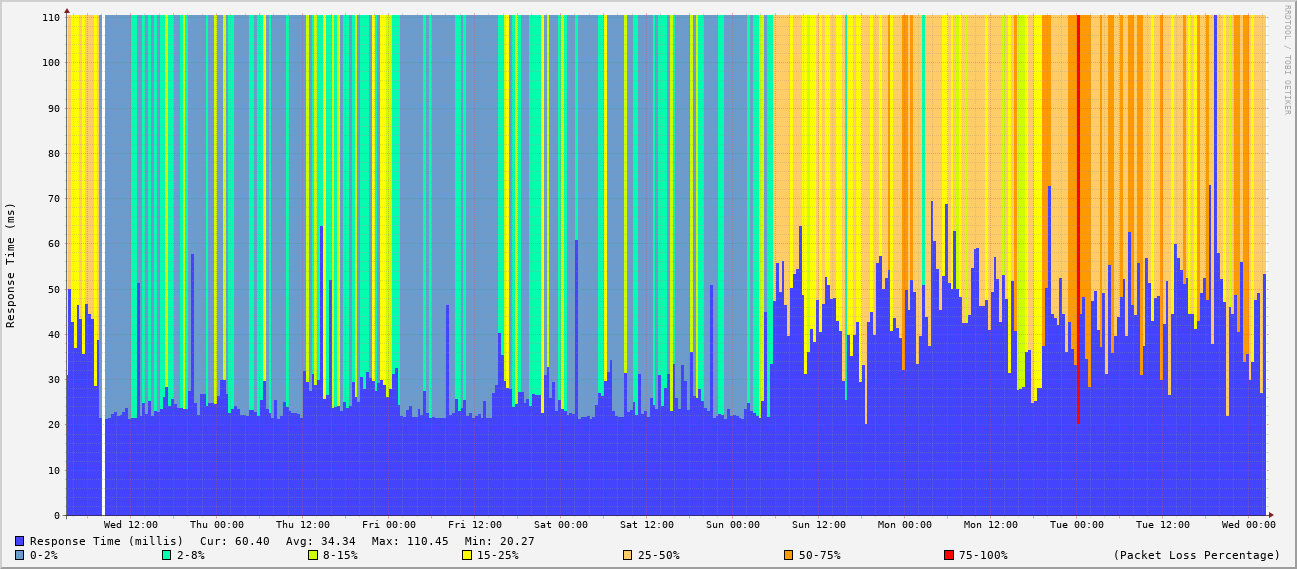 RRDTOOL / TOBI OETIKER
Response Time (ms)
110
100
90
80
70
60
50
40
30
20
10
0
Wed 12:00 Thu 00:00 Thu 12:00 Fri 00:00 Fri 12:00 Sat 00:00 Sat 12:00 Sun 00:00 Sun 12:00 Mon 00:00 Mon 12:00 Tue 00:00 Tue 12:00 Wed 00:00
Response Time (millis) Cur: 60.40 Avg: 34.34 Max: 110.45 Min: 20.27
0-2% 2-8% 8-15% 15-25% 25-50% 50-75% 75-100% (Packet Loss Percentage)